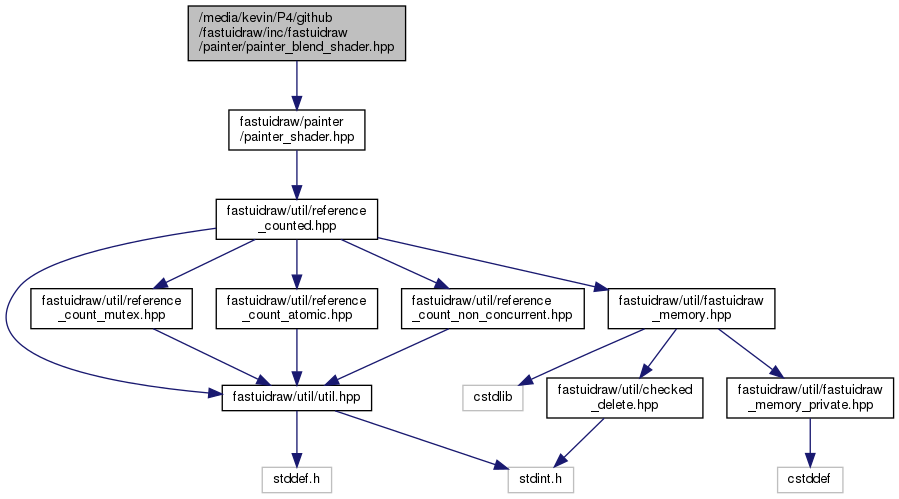 /media/kevin/P4/github
/fastuidraw/inc/fastuidraw
/painter/painter_blend_shader.hpp
fastuidraw/painter
/painter_shader.hpp
fastuidraw/util/reference
_counted.hpp
fastuidraw/util/reference
_count_mutex.hpp
fastuidraw/util/reference
_count_atomic.hpp
fastuidraw/util/reference
_count_non_concurrent.hpp
fastuidraw/util/fastuidraw
_memory.hpp
fastuidraw/util/util.hpp
cstdlib
fastuidraw/util/checked
_delete.hpp
fastuidraw/util/fastuidraw
_memory_private.hpp
stddef.h
stdint.h
cstddef